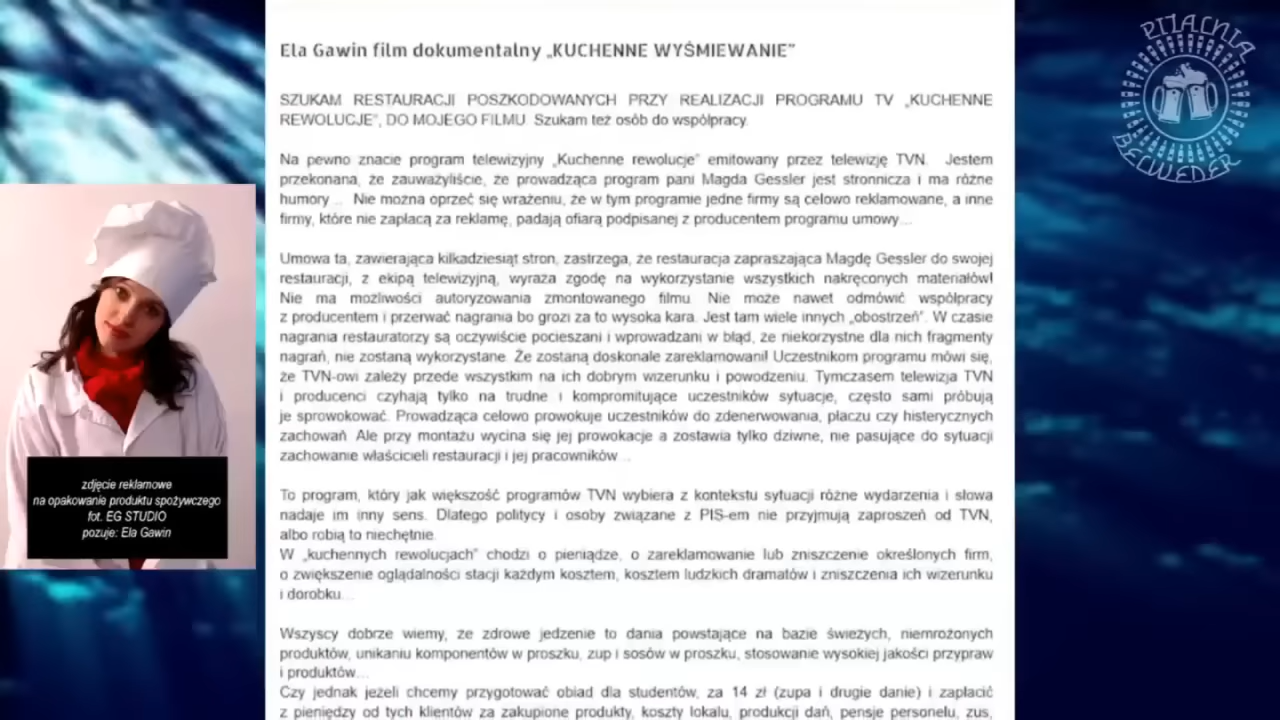 PIJALNIA
BELWEDER
Ela Gawin film dokumentalny „KUCHENNE WYŚMIEWANIE”
SZUKAM RESTAURACJI POSZKODOWANYCH PRZY REALIZACJI PROGRAMU TV „KUCHENNE
REWOLUCJE”, DO MOJEGO FILMU. Szukam też osób do współpracy.
Na pewno znacie program telewizyjny „Kuchenne rewolucje” emitowany przez telewizję TVN. Jestem
przekonana, że zauważyliście, że prowadząca program pani Magda Gessler jest stronnicza i ma różne
humory... Nie można oprzeć się wrażeniu, że w tym programie jedne firmy są celowo reklamowane, a inne
firmy, które nie zapłacą za reklamę, padają ofiarą podpisanej z producentem programu umowy...
Umowa ta, zawierająca kilkadziesiąt stron, zastrzega, że restauracja zapraszająca Magdę Gessler do swojej
restauracji, z ekipą telewizyjną, wyraża zgodę na wykorzystanie wszystkich nakręconych materiałów!
Nie ma możliwości autoryzowania zmontowanego filmu. Nie może nawet odmówić współpracy
z producentem i przerwać nagrania bo grozi za to wysoka kara. Jest tam wiele innych „obostrzeń”. W czasie
nagrania restauratorzy są oczywiście pocieszani i wprowadzani w błąd, że niekorzystne dla nich fragmenty
nagrań, nie zostaną wykorzystane. Że zostaną doskonale zareklamowani! Uczestnikom programu mówi się,
że TVN-owi zależy przede wszystkim na ich dobrym wizerunku i powodzeniu. Tymczasem telewizja TVN
i producenci czyhają tylko na trudne i kompromitujące uczestników sytuacje, często sami próbują
je sprowokować. Prowadząca celowo prowokuje uczestników do zdenerwowania, płaczu czy histerycznych
zachowań. Ale przy montażu wycina się jej prowokacje a zostawia tylko dziwne, nie pasujące do sytuacji
zachowanie właścicieli restauracji i jej pracowników...
To program, który jak większość programów TVN wybiera z kontekstu sytuacji różne wydarzenia i słowa
nadaje im inny sens. Dlatego politycy i osoby związane z PIS-em nie przyjmują zaproszeń od TVN,
albo robią to niechętnie.
W „kuchennych rewolucjach” chodzi o pieniądze, o zareklamowanie lub zniszczenie określonych firm,
o zwiększenie oglądalności stacji każdym kosztem, kosztem ludzkich dramatów i zniszczenia ich wizerunku
i dorobku...
Wszyscy dobrze wiemy, że zdrowe jedzenie to dania powstające na bazie świeżych, niemrożonych
produktów, unikaniu komponentów w proszku, zup i sosów w proszku, stosowanie wysokiej jakości przypraw
i produktów...
Czy jednak jeżeli chcemy przygotować obiad dla studentów, za 14 zł (zupa i drugie danie) i zapłacić
z pieniędzy od tych klientów za zakupione produkty, koszty lokalu, produkcji dań, pensje personelu, zus,
zdjęcie reklamowe
na opakowanie produktu spożywczego
fot. EG STUDIO
pozuje: Ela Gawin